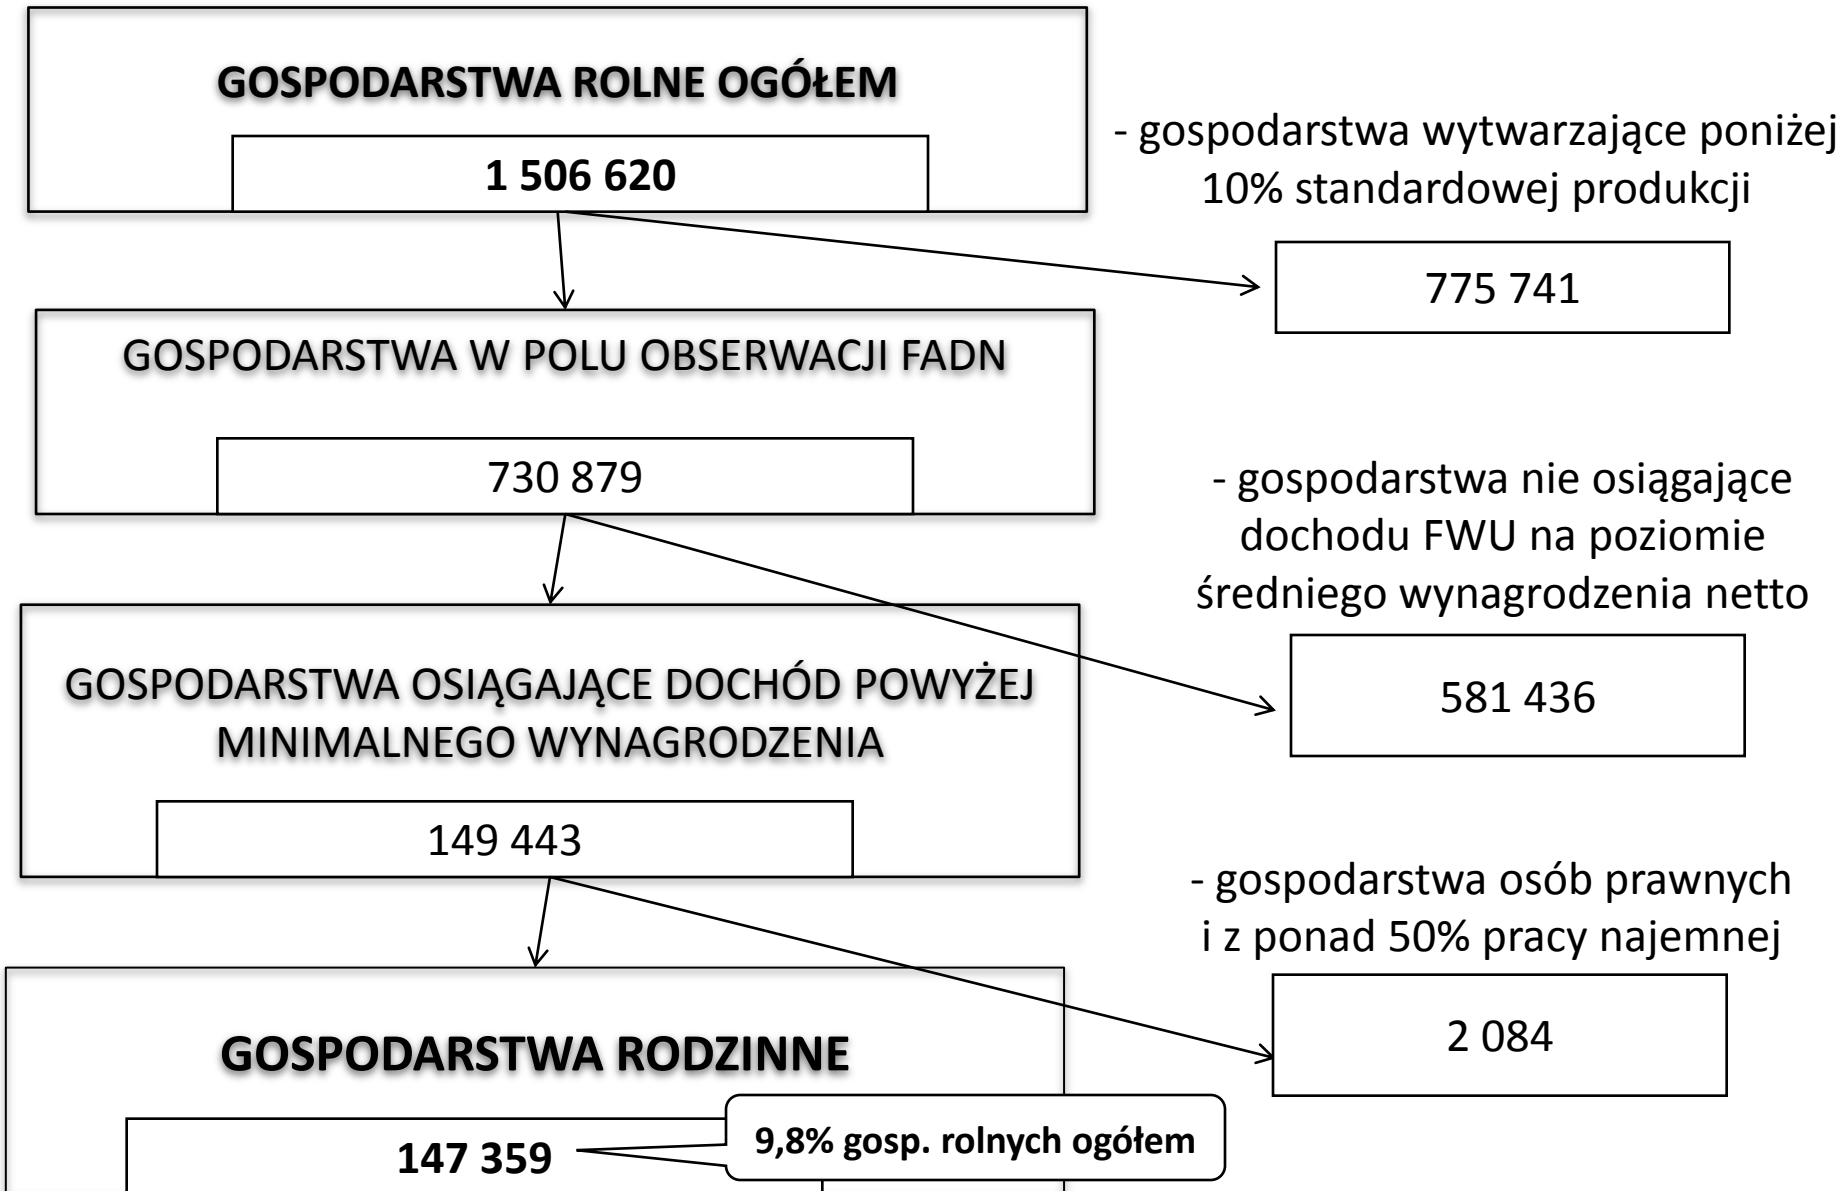 GOSPODARSTWA ROLNE OGÓŁEM
1 506 620
- gospodarstwa wytwarzające poniżej
10% standardowej produkcji
775 741
GOSPODARSTWA W POLU OBSERWACJI FADN
730 879
- gospodarstwa nie osiągające
dochodu FWU na poziomie
średniego wynagrodzenia netto
581 436
GOSPODARSTWA OSIĄGAJĄCE DOCHÓD POWYŻEJ
MINIMALNEGO WYNAGRODZENIA
149 443
- gospodarstwa osób prawnych
i z ponad 50% pracy najemnej
2 084
GOSPODARSTWA RODZINNE
147 359
9,8% gosp. rolnych ogółem